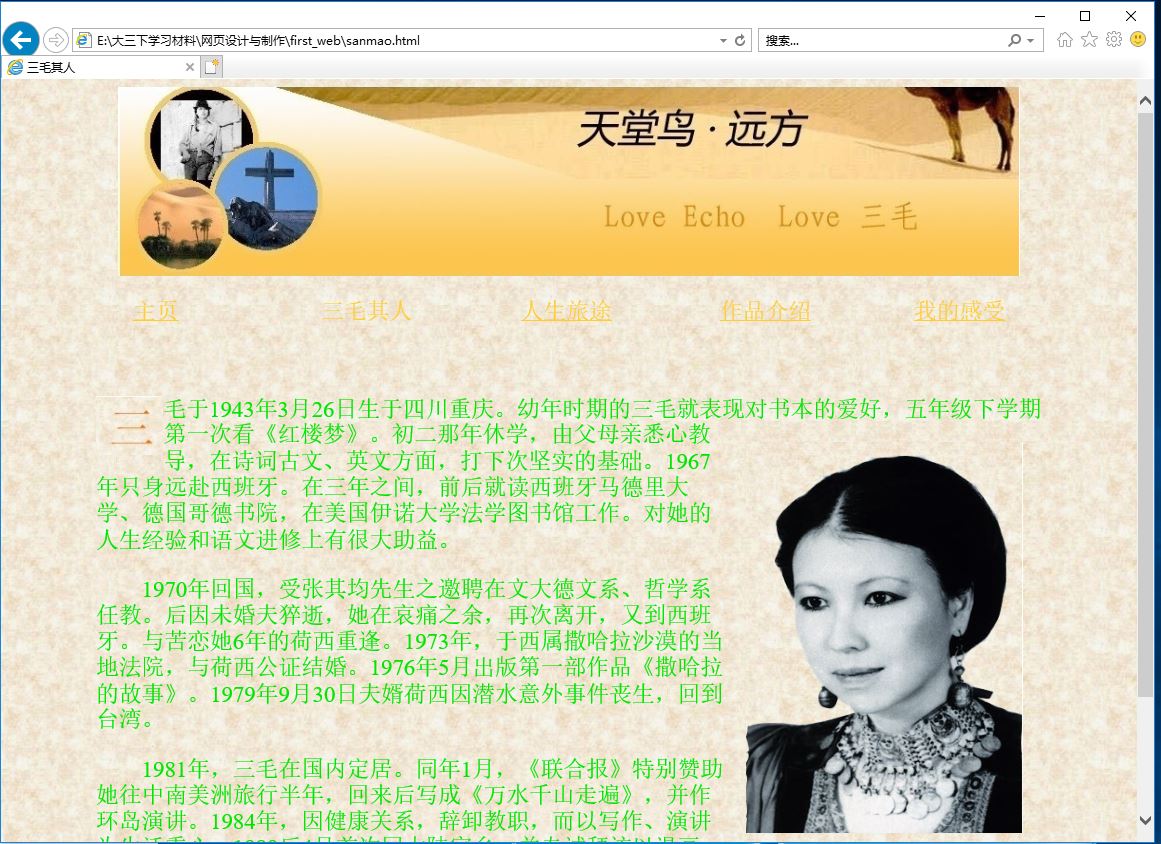 E:\大三下学习材料\网页设计与制作\first_web\sanmao.html
搜索...
三毛其人
天堂鸟·远方
Love Echo Love 三毛
主页 三毛其人 人生旅途 作品介绍 我的感受
三毛于1943年3月26日生于四川重庆。幼年时期的三毛就表现对书本的爱好，五年级下学期
第一次看《红楼梦》。初二那年休学，由父母亲悉心教
导，在诗词古文、英文方面，打下次坚实的基础。1967
年只身远赴西班牙。在三年之间，前后就读西班牙马德里大
学、德国哥德书院，在美国伊诺大学法学图书馆工作。对她的
人生经验和语文进修上有很大助益。
1970年回国，受张其均先生之邀聘在文大德文系、哲学系
任教。后因未婚夫猝逝，她在哀痛之余，再次离开，又到西班
牙。与苦恋她6年的荷西重逢。1973年，于西属撒哈拉沙漠的当
地法院，与荷西公证结婚。1976年5月出版第一部作品《撒哈拉
的故事》。1979年9月30日夫婿荷西因潜水意外事件丧生，回到
台湾。
1981年，三毛在国内定居。同年1月，《联合报》特别赞助
她往中南美洲旅行半年，回来后写成《万水千山走遍》，并作
环岛演讲。1984年，因健康关系，辞卸教职，而以写作、演讲